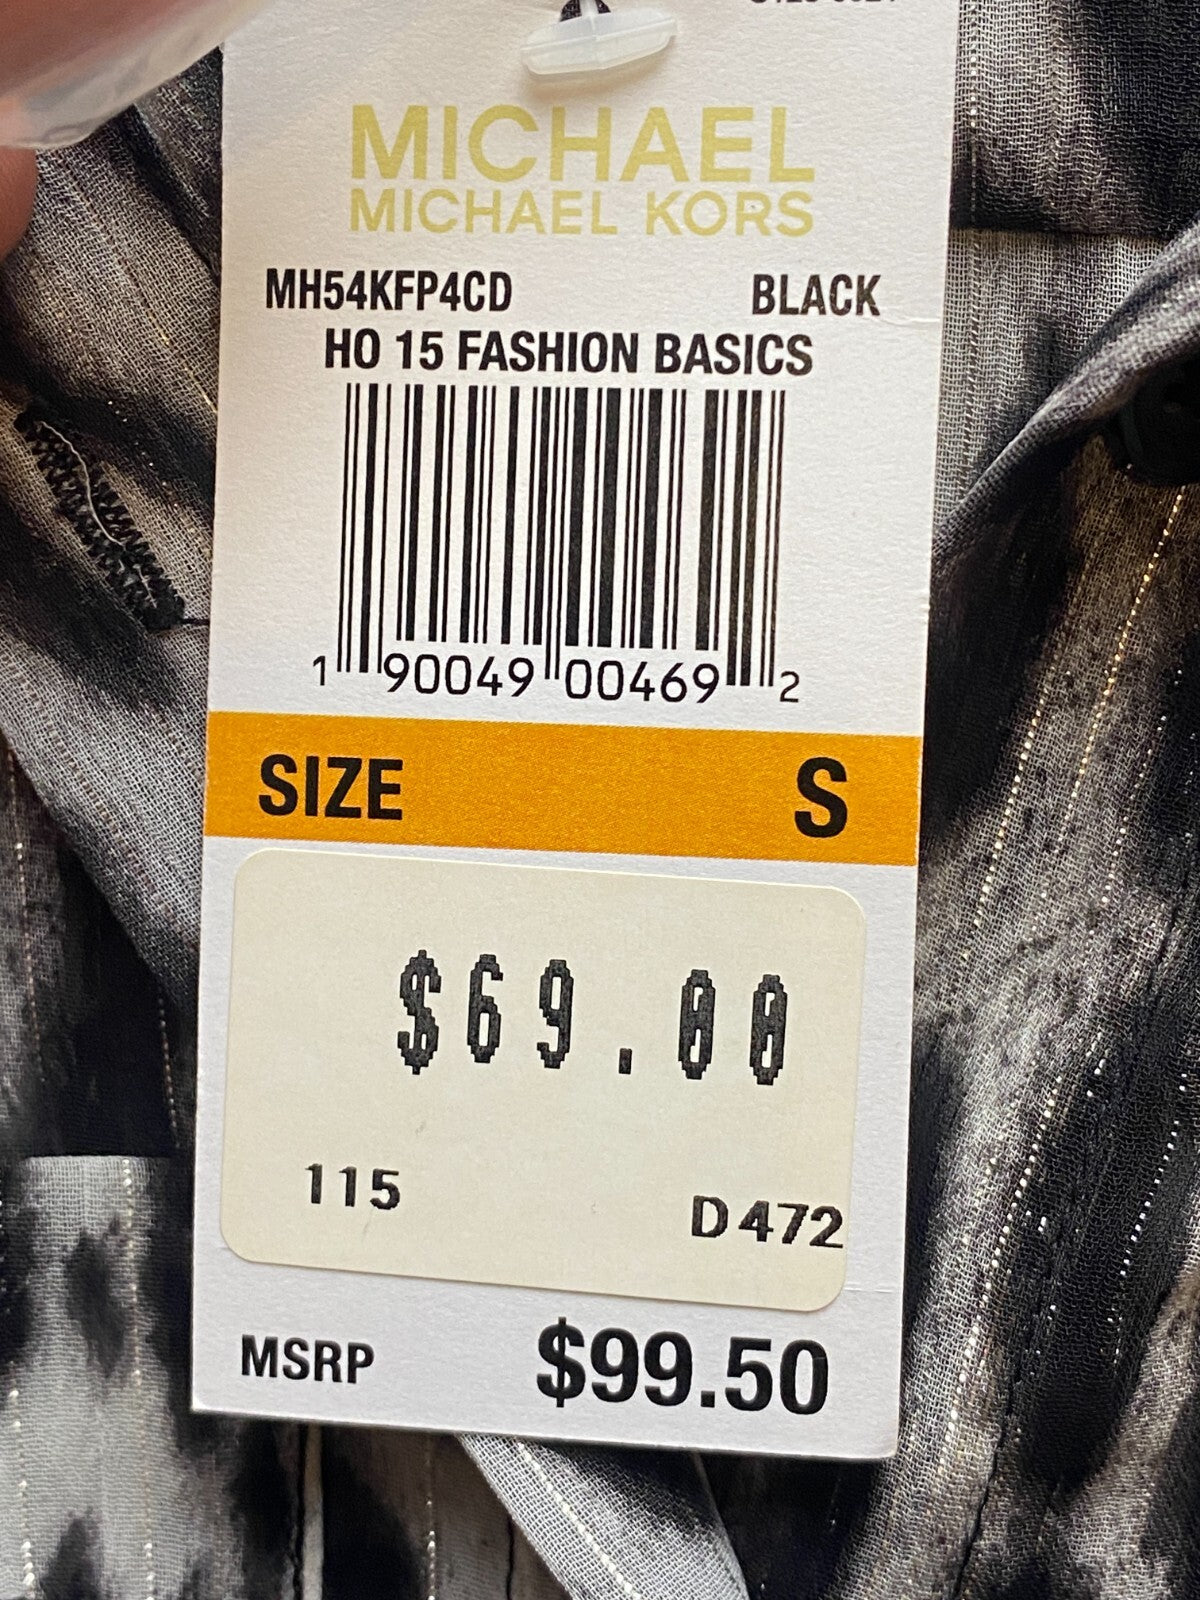 MICHAEL
MICHAEL KORS
MH54KFP4CD BLACK
HO 15 FASHION BASICS
1 90049 00469 2
SIZE S
$69.00
115 D472
MSRP $99.50